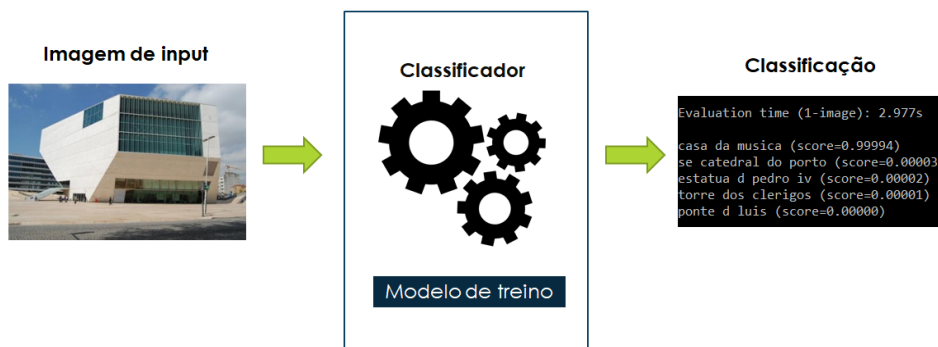 Imagem de input
Classificador
Modelo de treino
Classificação
Evaluation time (1-image): 2.977s
casa da musica (score=0.99994)
se catedral do porto (score=0.00003
estatua d pedro iv (score=0.00002)
torre dos clerigos (score=0.00001)
ponte d luis (score=0.00000)